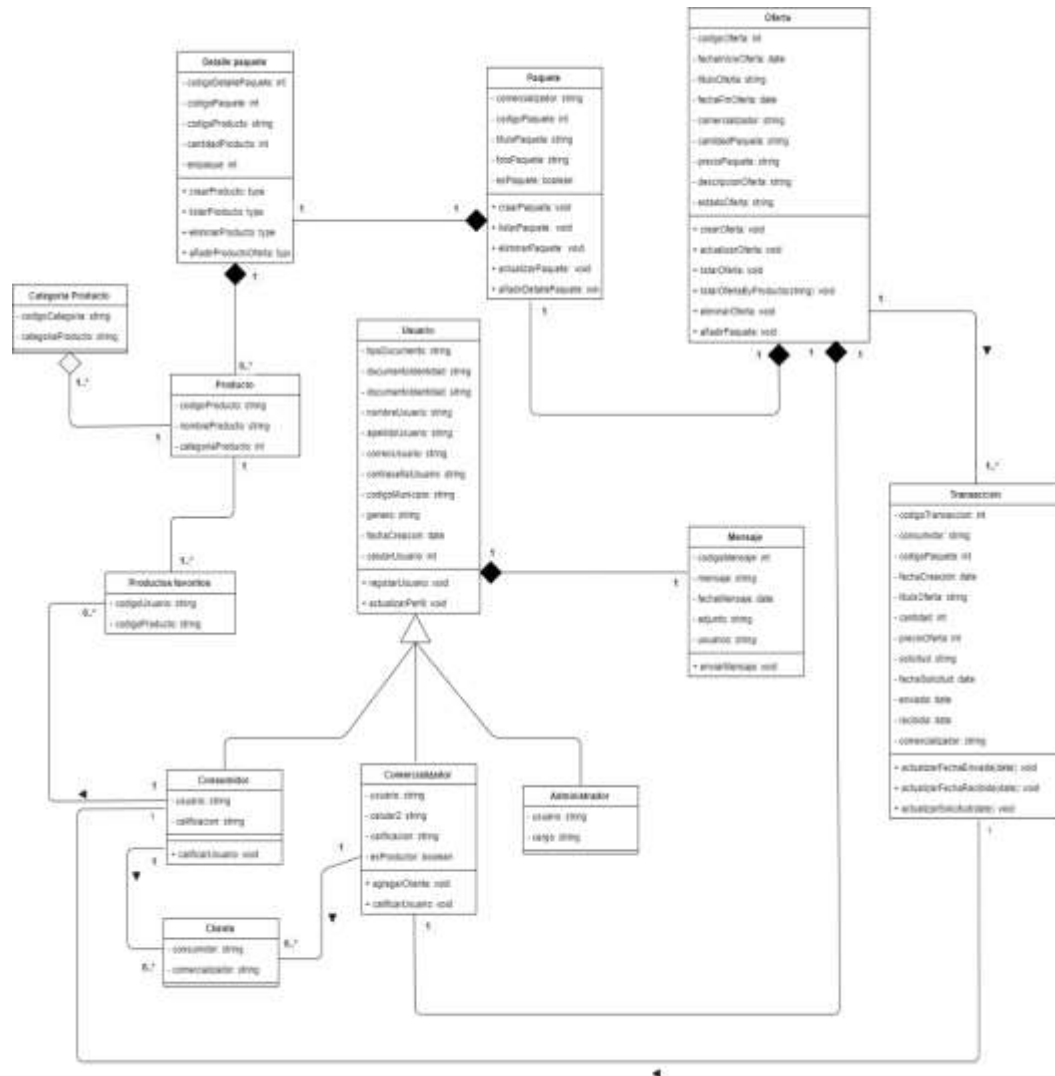 Detalle paquete
- codigoDetallePaquete: int
- codigoPaquete: int
- codigoProducto: string
- cantidadProducto: int
- empaque: int
+ crearProducto: type
+ listarProducto: type
+ eliminarProducto: type
+ añadirProductoOferta: type
1
1
Paquete
- comercializador: string
- codigoPaquete: int
- tituloPaquete: string
- fotoPaquete: string
- esPaquete: boolean
+ crearPaquete: void
+ listarPaquete: void
+ eliminarPaquete: void
+ actualizarPaquete: void
+ añadirDetallePaquete: voi
1
Oferta
- codigoOferta: int
- fechaInicioOferta: date
- tituloOferta: string
- fechaFinOferta: date
- comercializador: string
- cantidadPaquete: string
- precioPaquete: string
- descripcionOferta: string
- estadoOferta: string
+ crearOferta: void
+ actualizarOferta: void
+ listarOferta: void
+ listarOfertaByProducto(string): void
+ eliminarOferta: void
+ añadirPaquete: void
1
1
1
1
1..*
1
0..*
Categoria Producto
- codigoCategoria: string
- categoriaProducto: string
1..*
1
Producto
- codigoProducto: string
- nombreProducto: string
- categoriaProducto: int
1
1..*
Productos favoritos
- codigoUsuario: string
- codigoProducto: string
0..*
Usuario
- tipoDocumento: string
- documentoIdentidad: string
- documentoIdentidad: string
- nombreUsuario: string
- apellidoUsuario: string
- correoUsuario: string
- contraseñaUsuario: string
- codigoMunicipio: string
- genero: string
- fechaCreacion: date
- celularUsuario: int
+ registrarUsuario: void
+ actualizarPerfil: void
1
1
Mensaje
- codigoMensaje: int
- mensaje: string
- fechaMensaje: date
- adjunto: string
- usuarios: string
+ enviarMensaje: void
Transaccion
- codigoTransaccion: int
- consumidor: string
- codigoPaquete: int
- fechaCreación: date
- tituloOferta: string
- cantidad: int
- precioOferta: int
- solicitud: string
- fechaSolicitud: date
- enviado: date
- recibido: date
- comercializador: string
+ actualizarFechaEnviado(date): void
+ actualizarFechaRecibido(date): void
+ actualizarSolicitud(date): void
1
Consumidor
- usuario: string
- calificacion: string
+ calificarUsuario: void
1
1
1
Comercializador
- usuario: string
- celular2: string
- calificacion: string
- esProductor: boolean
+ agregarCliente: void
+ calificarUsuario: void
1
1
Administrador
- usuario: string
- cargo: string
Cliente
- consumidor: string
- comercializador: string
0..*
0..*